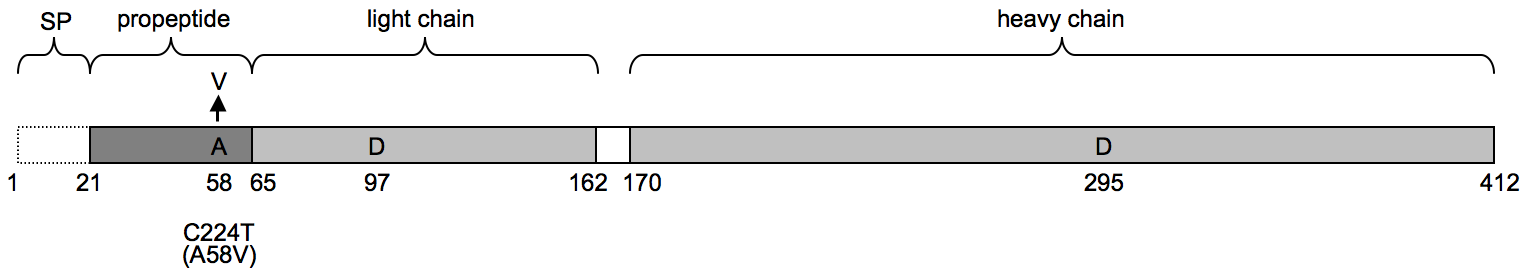 SP propeptide light chain heavy chain
V
A D D
1 21 58 65 97 162 170 295 412
C224T
(A58V)